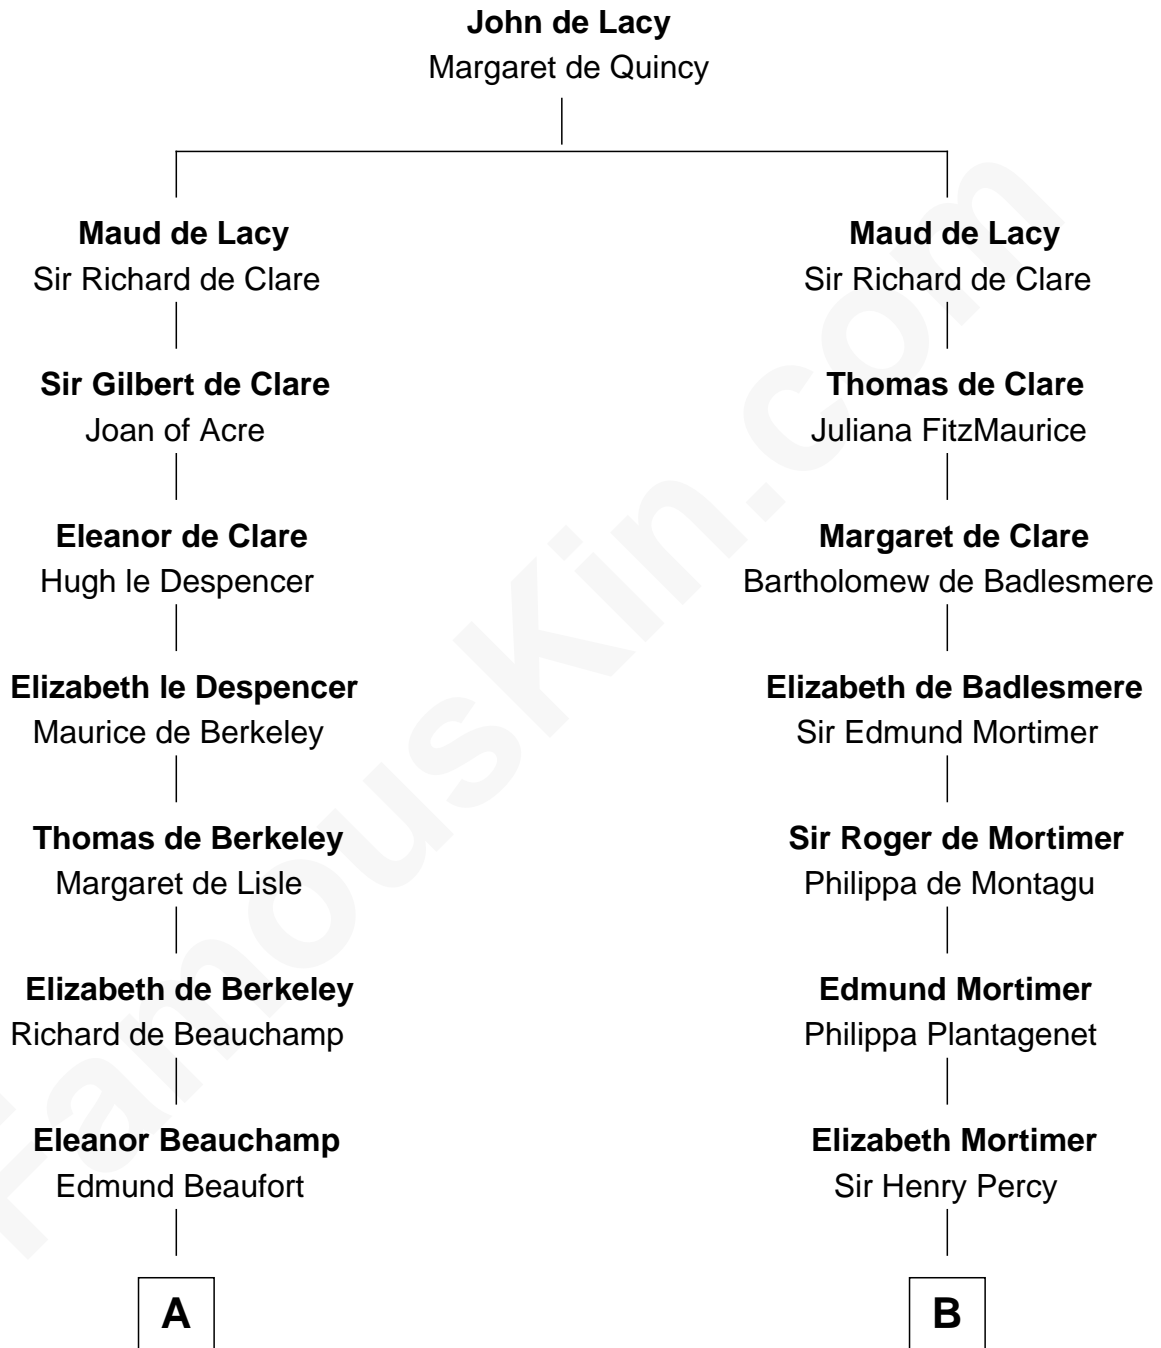 John de Lacy
Margaret de Quincy
Maud de Lacy
Sir Richard de Clare
Sir Gilbert de Clare
Joan of Acre
Eleanor de Clare
Hugh le Despencer
Elizabeth le Despencer
Maurice de Berkeley
Thomas de Berkeley
Margaret de Lisle
Elizabeth de Berkeley
Richard de Beauchamp
Eleanor Beauchamp
Edmund Beaufort
A
Maud de Lacy
Sir Richard de Clare
Thomas de Clare
Juliana FitzMaurice
Margaret de Clare
Bartholomew de Badlesmere
Elizabeth de Badlesmere
Sir Edmund Mortimer
Sir Roger de Mortimer
Philippa de Montagu
Edmund Mortimer
Philippa Plantagenet
Elizabeth Mortimer
Sir Henry Percy
B
FamousKin.com